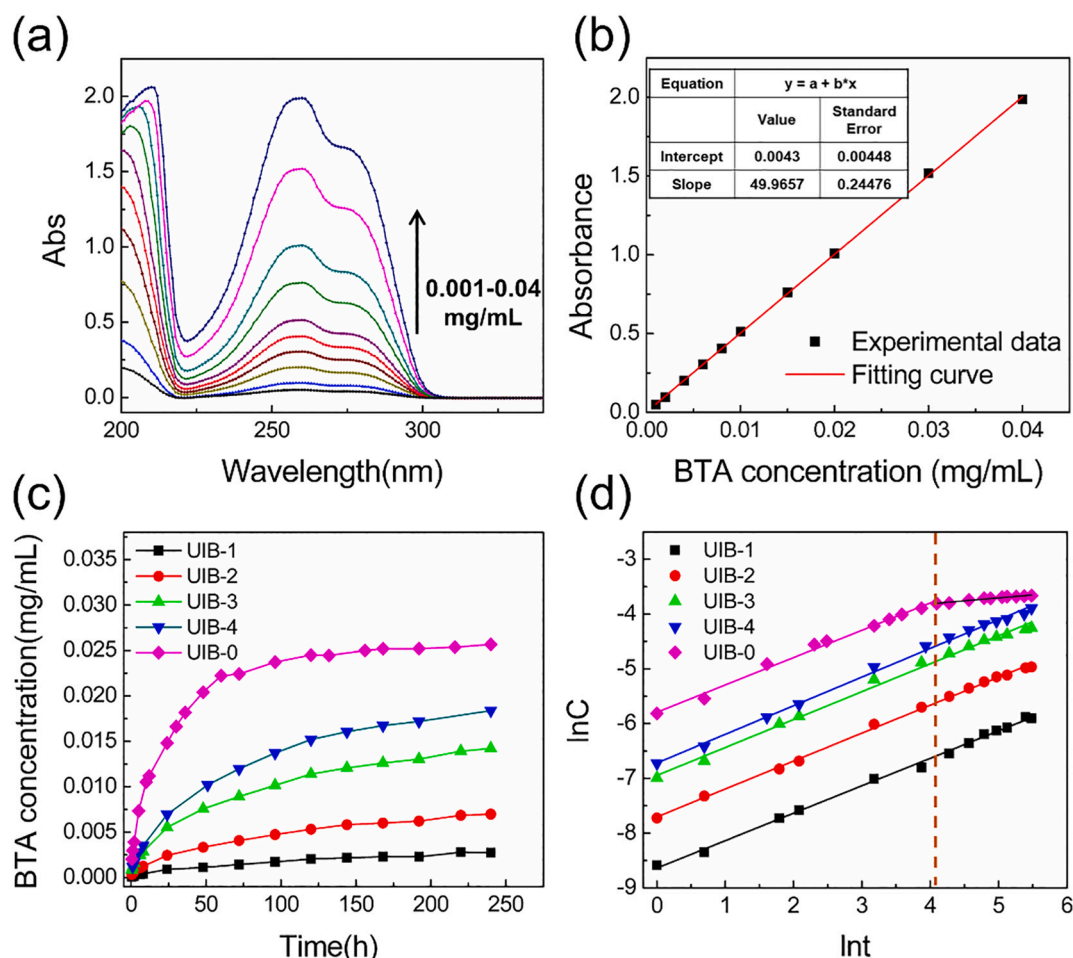 (a)
2.0
1.5
1.0
0.5
0.0
Abs
0.001-0.04
mg/mL
200
250
300
Wavelength(nm)
(b)
2.0
1.5
1.0
0.5
0.0
Absorbance
Equation y = a + b*x
Value Standard Error
Intercept 0.0043 0.00448
Slope 49.9657 0.24476
Experimental data
Fitting curve
0.00 0.01 0.02 0.03 0.04
BTA concentration (mg/mL)
(c)
0.035
0.030
0.025
0.020
0.015
0.010
0.005
0.000
BTA concentration(mg/mL)
UIB-1
UIB-2
UIB-3
UIB-4
UIB-0
0 50 100 150 200 250
Time(h)
(d)
-3
-4
-5
-6
-7
-8
-9
lnC
UIB-1
UIB-2
UIB-3
UIB-4
UIB-0
0 1 2 3 4 5 6
lnt